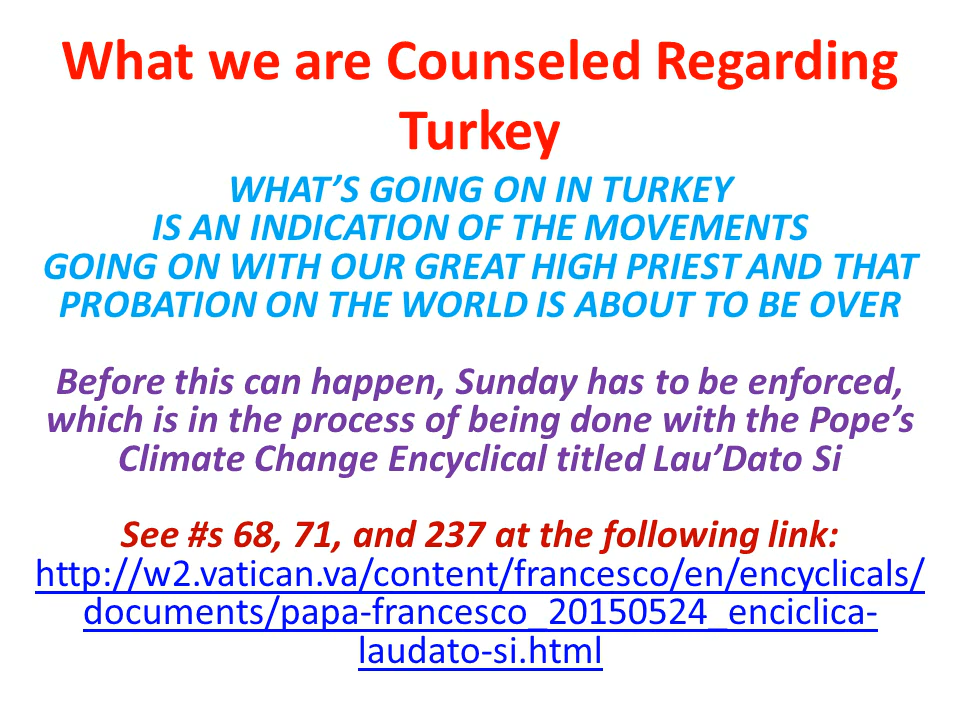 What we are Counseled Regarding
Turkey
WHAT’S GOING ON IN TURKEY
IS AN INDICATION OF THE MOVEMENTS
GOING ON WITH OUR GREAT HIGH PRIEST AND THAT
PROBATION ON THE WORLD IS ABOUT TO BE OVER
Before this can happen, Sunday has to be enforced,
which is in the process of being done with the Pope’s
Climate Change Encyclical titled Lau’Dato Si
See #s 68, 71, and 237 at the following link:
http://w2.vatican.va/content/francesco/en/encyclicals/
documents/papa-francesco_20150524_enciclica-
laudato-si.html